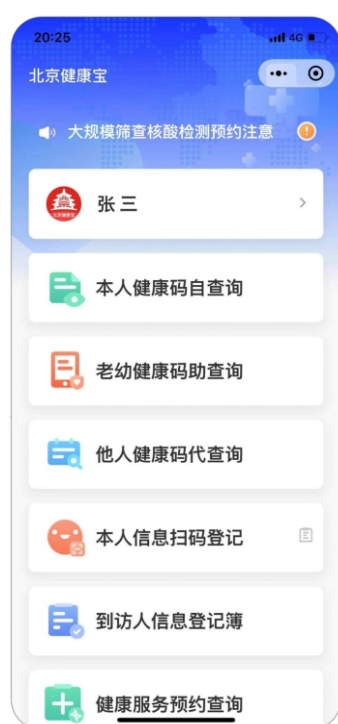 20:25
4G
北京健康宝
大规模筛查核酸检测预约注意
张 三
本人健康码自查询
老幼健康码助查询
他人健康码代查询
本人信息扫码登记
到访人信息登记簿
健康服务预约查询